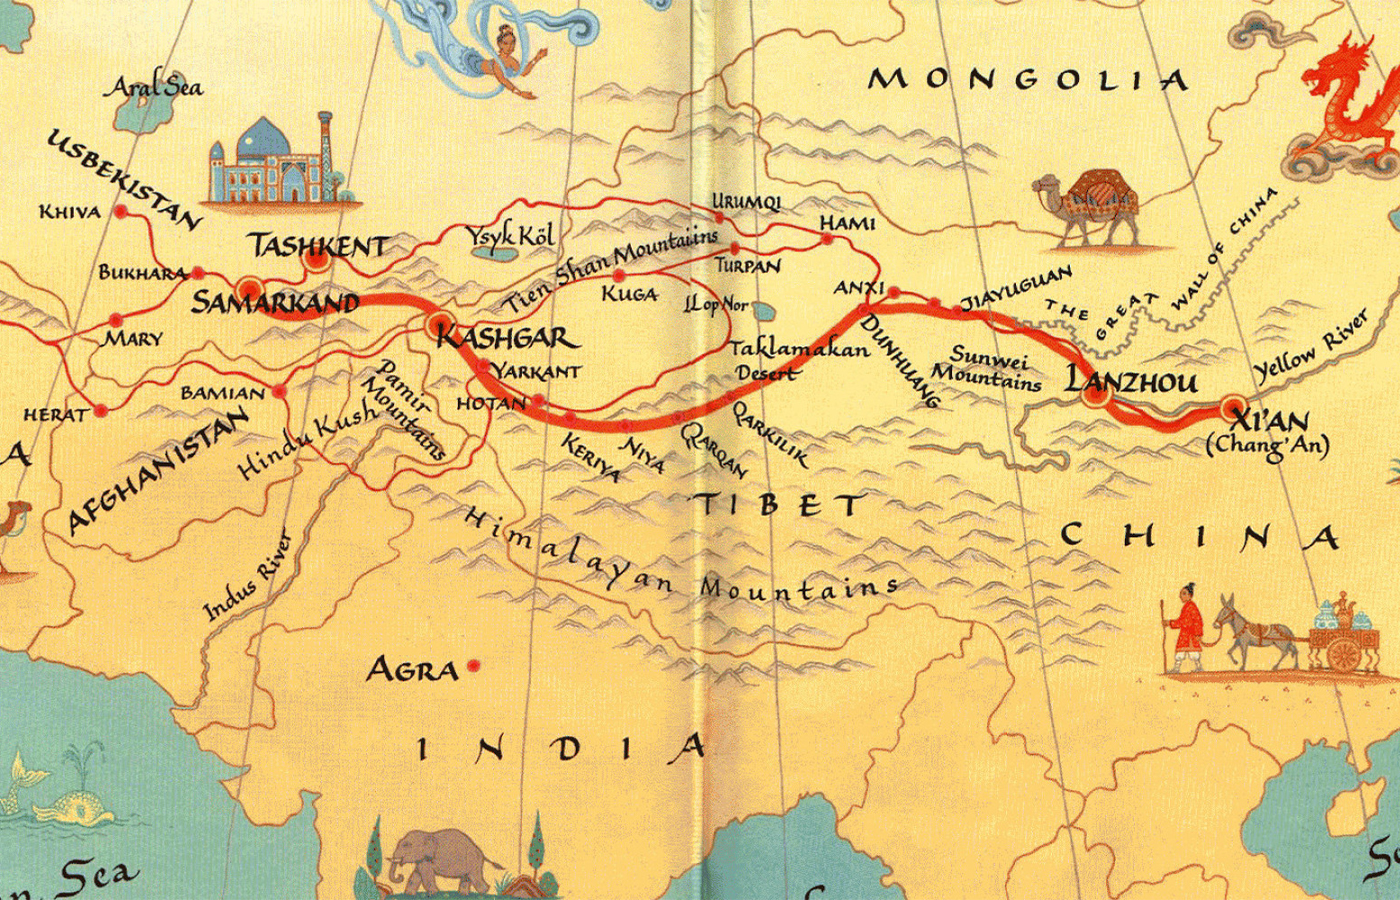 MONGOLIA
Aral Sea
USBEKISTAN
KHIVA
TASHKENT
Ysyk Köl
URUMQI
HAMI
Tien Shan Mountaiins
TURPAN
BUKHARA
SAMARKAND
KUGA
LLop Nor
ANXI
JIAYUGUAN
THE GREAT WALL OF CHINA
MARY
KASHGAR
DUNHUANG
Taklamakan
Desert
Sunwei
Mountains
Yellow River
YARKANT
LANZHOU
BAMIAN
Pamir
Mountains
HOTAN
HERAT
XI'AN
(Chang'An)
Hindu Kush
KERIYA
NIYA
QARQAN
QARKILIK
A
AFGHANISTAN
TIBET
CHINA
Himalayan Mountains
Indus River
AGRA
INDIA
Sea